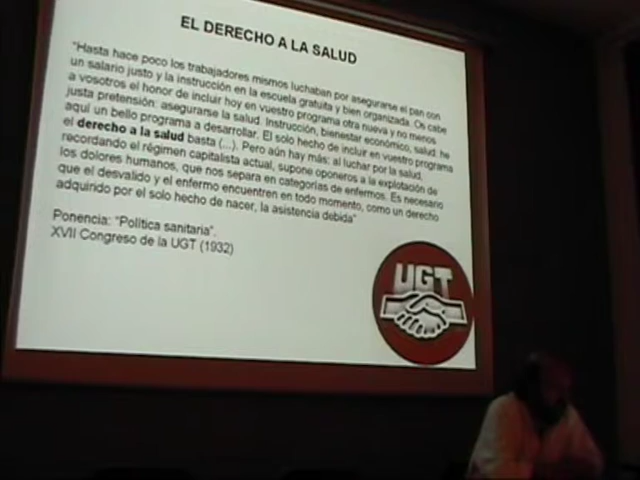 EL DERECHO A LA SALUD
"Hasta hace poco los trabajadores mismos luchaban por asegurarse el pan con
un salario justo y la instrucción en la escuela gratuita y bien organizada. Os cabe
a vosotros el honor de incluir hoy en vuestro programa otra nueva y no menos
justa pretensión: asegurarse la salud. Instrucción, bienestar económico, salud, he
aquí un bello programa a desarrollar. El solo hecho de incluir en vuestro programa
el derecho a la salud basta (...). Pero aún hay más: al luchar por la salud,
recordando el régimen capitalista actual, supone oponeros a la explotación de
los dolores humanos, que nos separa en categorías de enfermos. Es necesario
que el desvalido y el enfermo encuentren en todo momento, como un derecho
adquirido por el solo hecho de nacer, la asistencia debida"
Ponencia: "Política sanitaria".
XVII Congreso de la UGT (1932)
UGT